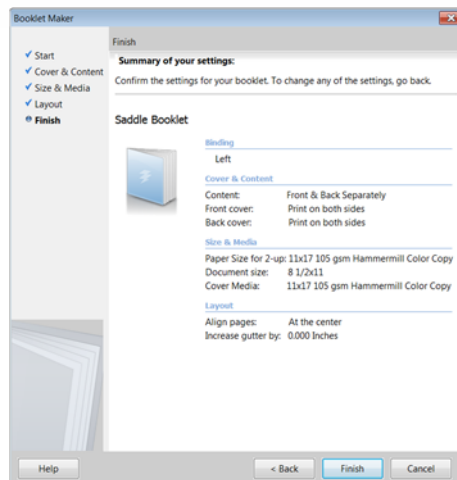 Booklet Maker
Start
Cover & Content
Size & Media
Layout
Finish
Finish
Summary of your settings:
Confirm the settings for your booklet. To change any of the settings, go back.
Saddle Booklet
Binding
Left
Cover & Content
Content: Front & Back Separately
Front cover: Print on both sides
Back cover: Print on both sides
Size & Media
Paper Size for 2-up: 11x17 105 gsm Hammermill Color Copy
Document size: 8 1/2x11
Cover Media: 11x17 105 gsm Hammermill Color Copy
Layout
Align pages: At the center
Increase gutter by: 0.000 Inches
Help < Back Finish Cancel